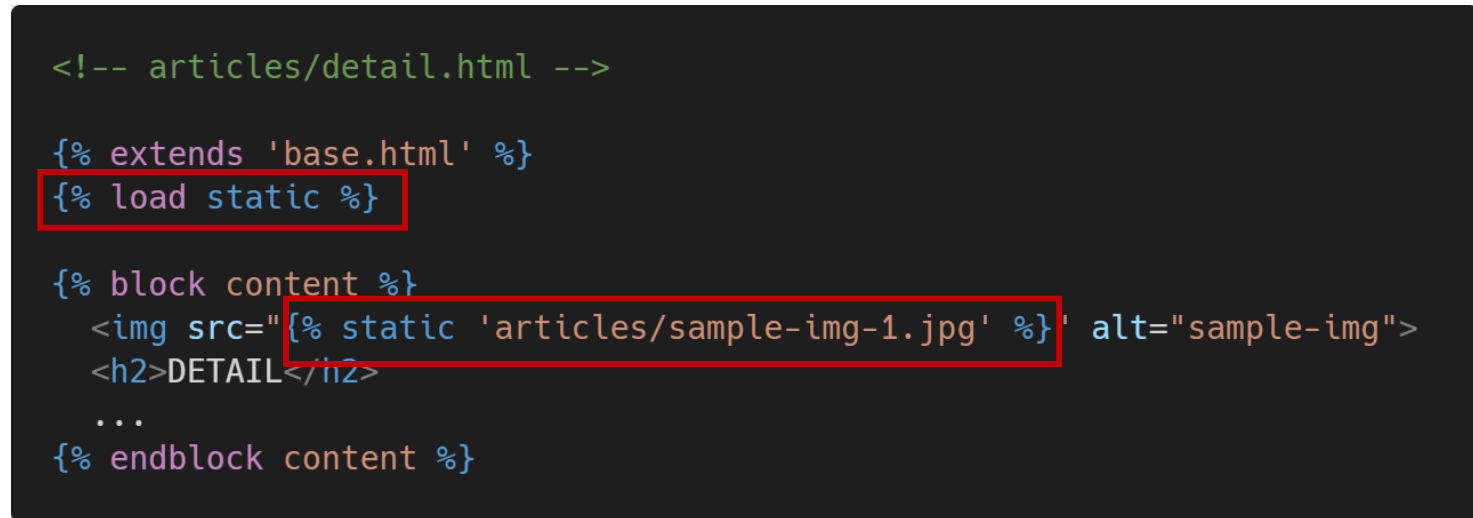 <!-- articles/detail.html -->
{% extends 'base.html' %}
{% load static %}
{% block content %}
<img src="{% static 'articles/sample-img-1.jpg' %}" alt="sample-img">
<h2>DETAIL</h2>
...
{% endblock content %}